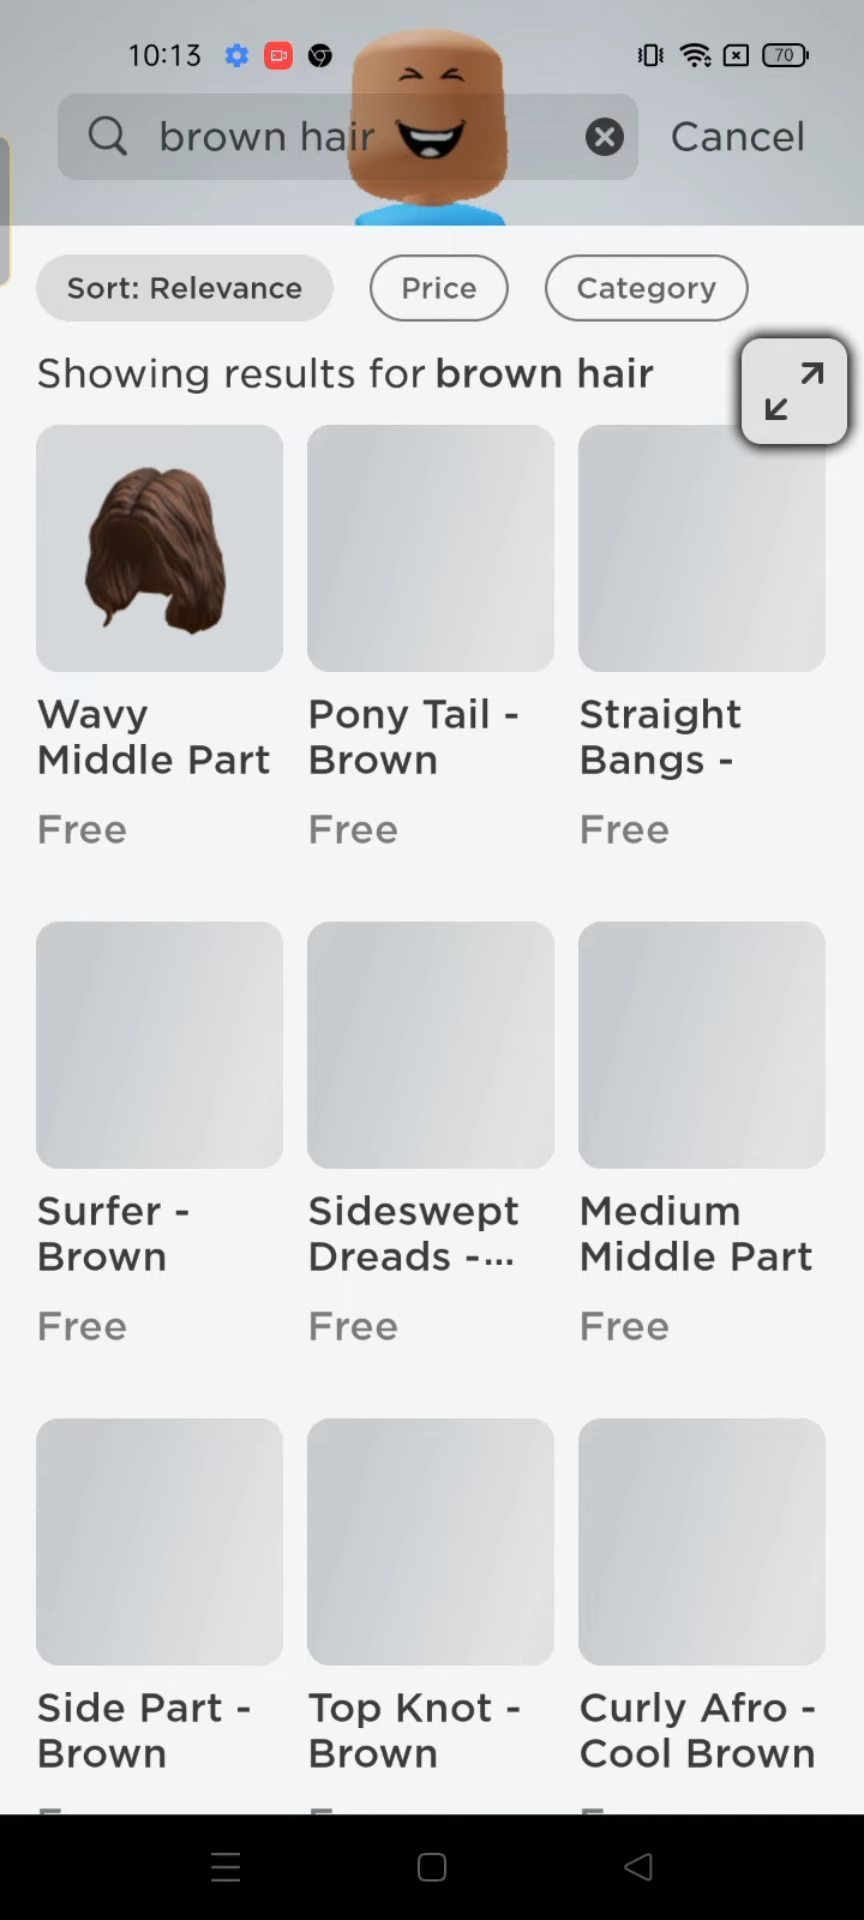 10:13
70
brown hair
Cancel
Sort: Relevance
Price
Category
Showing results for brown hair
Wavy
Middle Part
Free
Pony Tail -
Brown
Free
Straight
Bangs -
Free
Surfer -
Brown
Free
Sideswept
Dreads -...
Free
Medium
Middle Part
Free
Side Part -
Brown
Top Knot -
Brown
Curly Afro -
Cool Brown